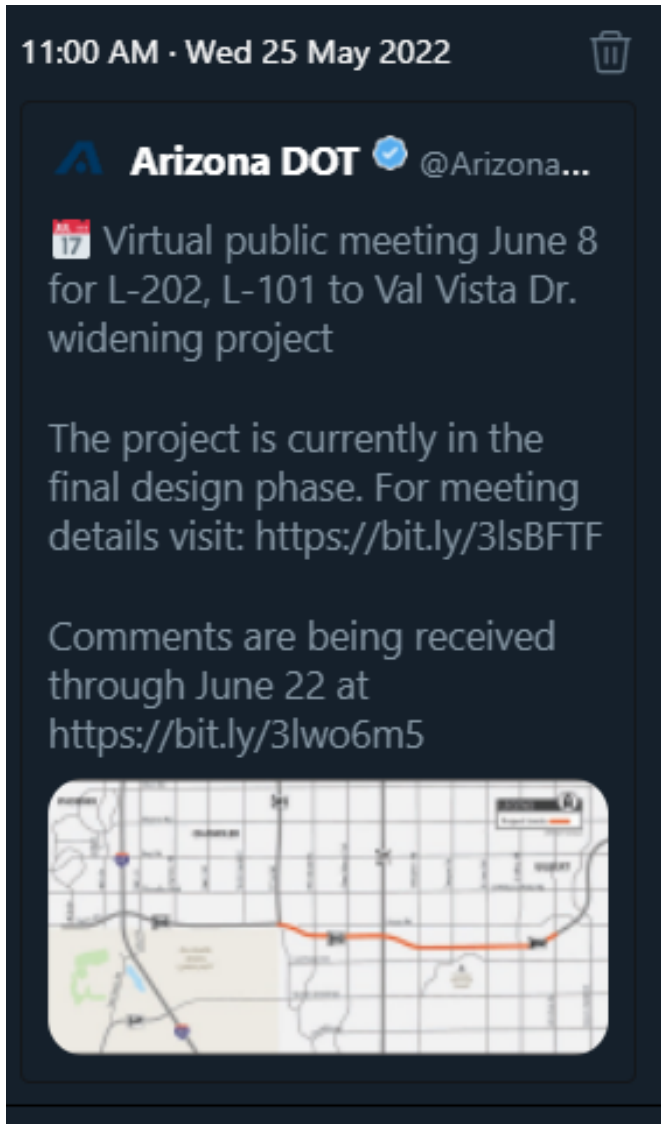 11:00 AM · Wed 25 May 2022
Arizona DOT @Arizona...
JUL 17 Virtual public meeting June 8
for L-202, L-101 to Val Vista Dr.
widening project
The project is currently in the
final design phase. For meeting
details visit: https://bit.ly/3lsBFTF
Comments are being received
through June 22 at
https://bit.ly/3lwo6m5